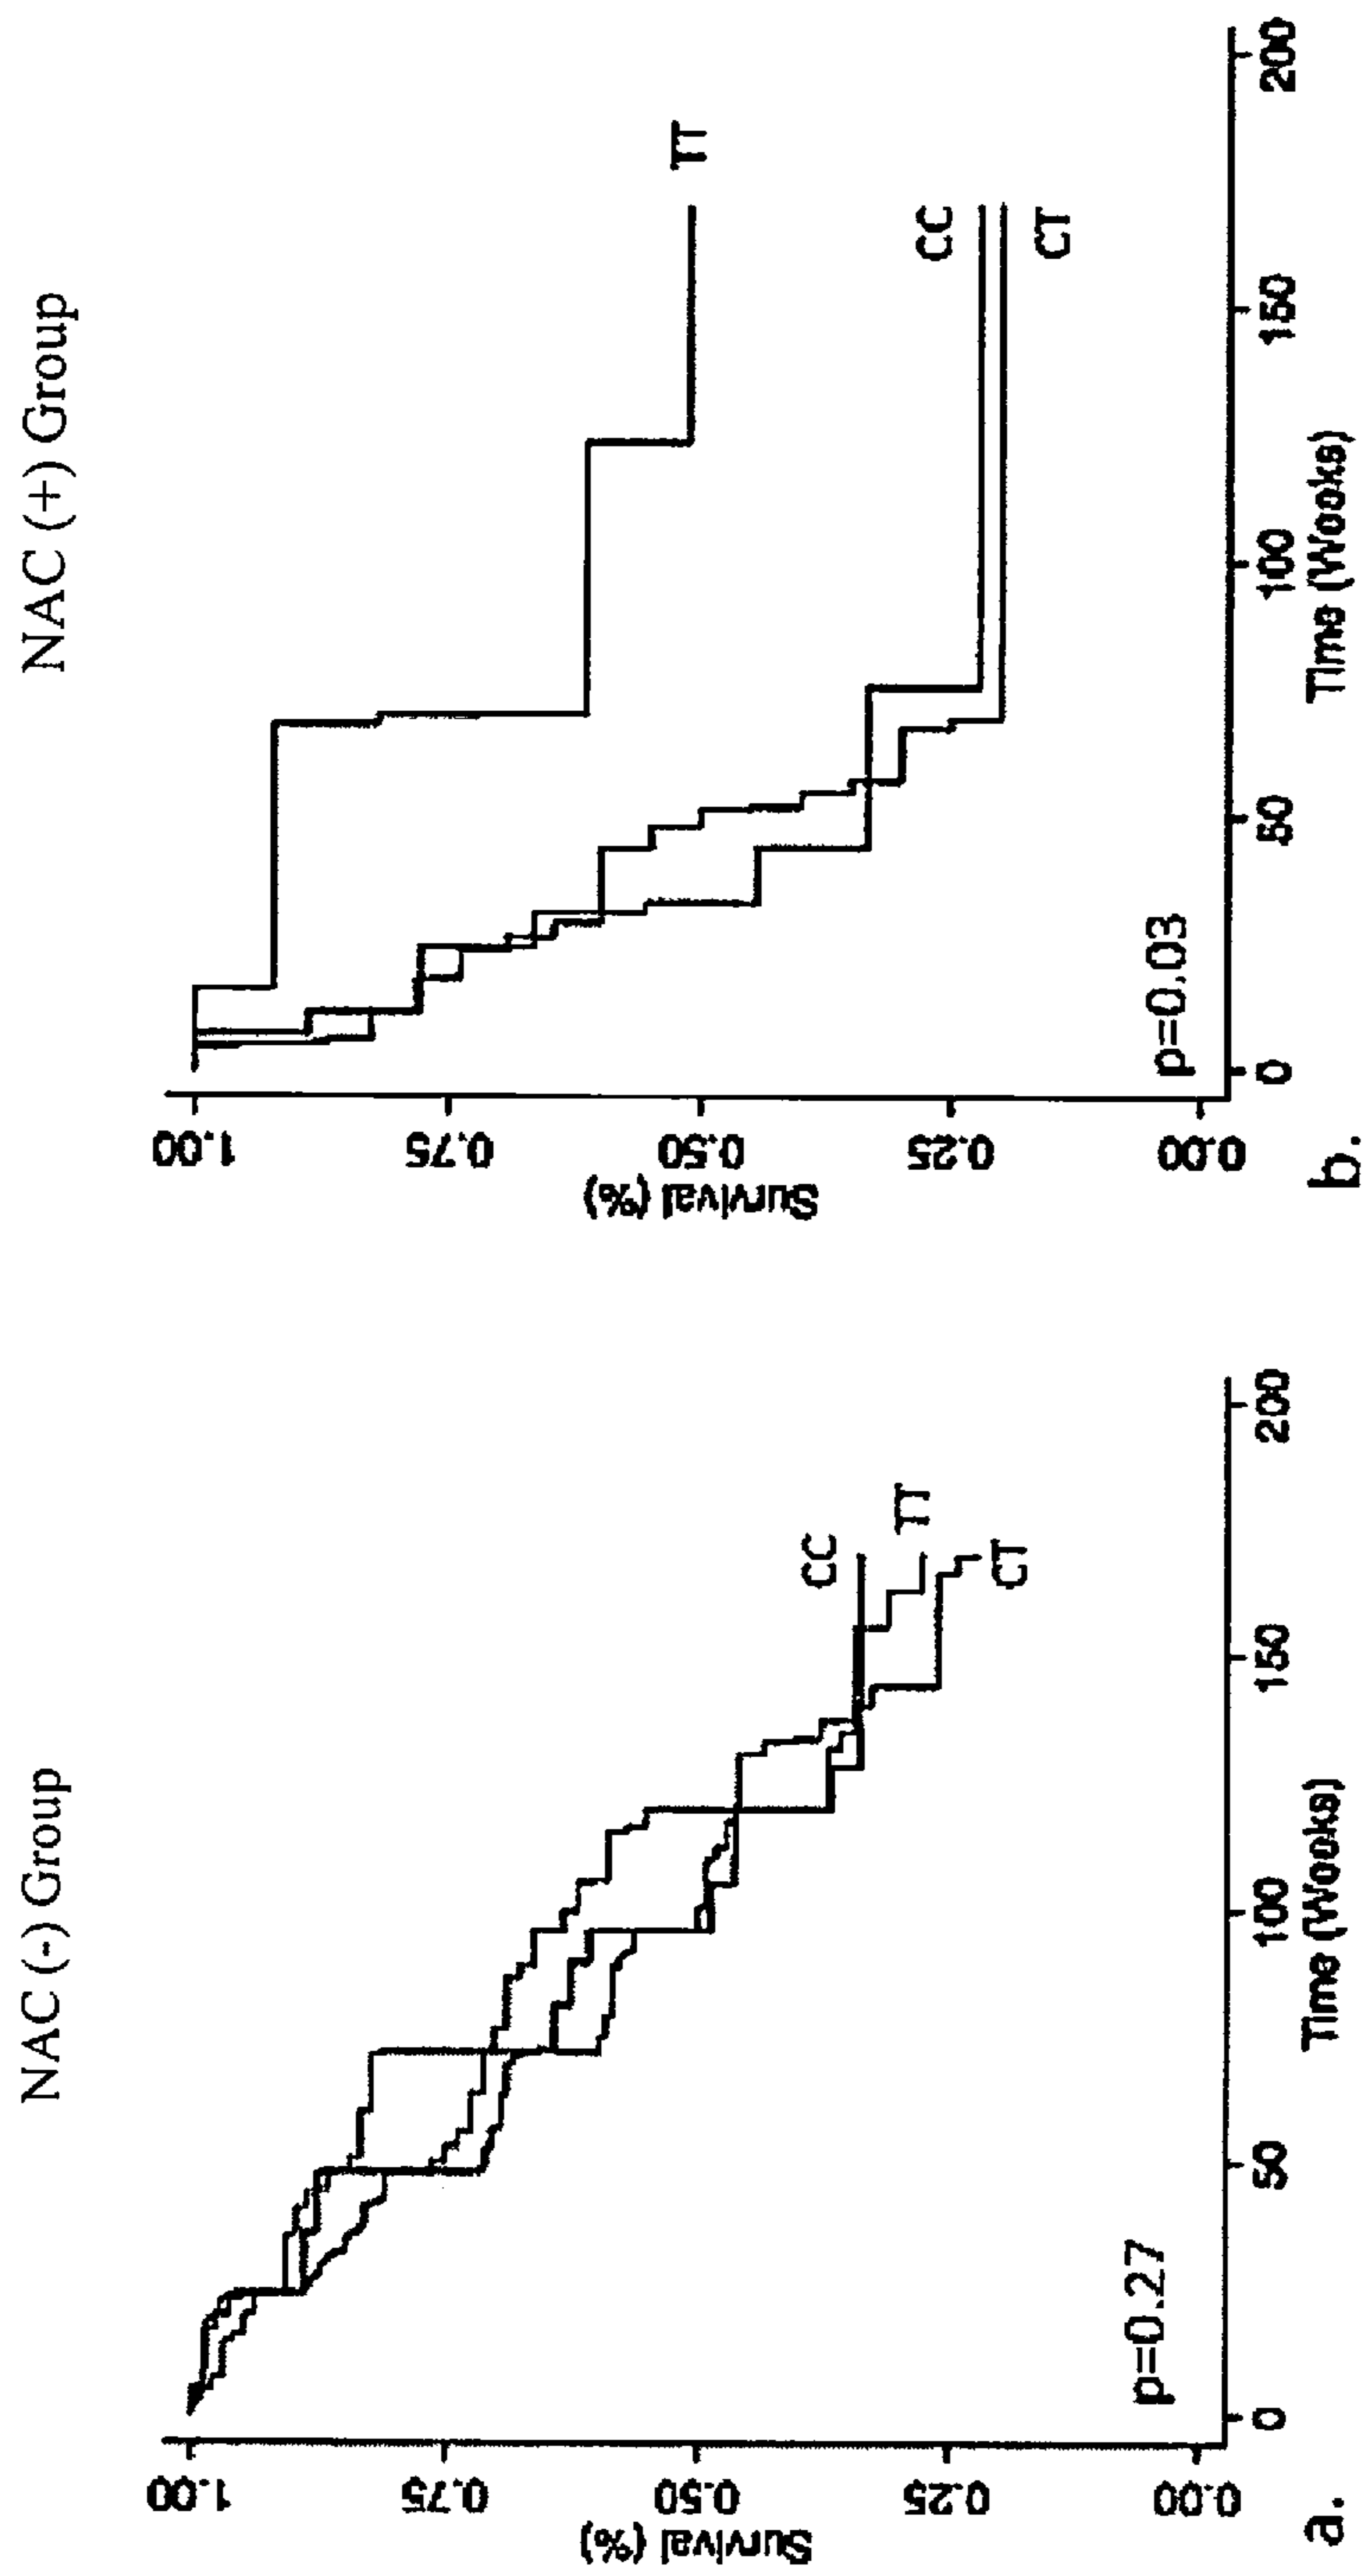 NAC (-) Group
1.00
0.75
0.50
0.25
0.00
Survival (%)
CC
TT
CT
p=0.27
0 50 100 150 200
Time (Weeks)
a.
NAC (+) Group
1.00
0.75
0.50
0.25
0.00
Survival (%)
TT
CC
CT
p=0.03
0 50 100 150 200
Time (Weeks)
b.